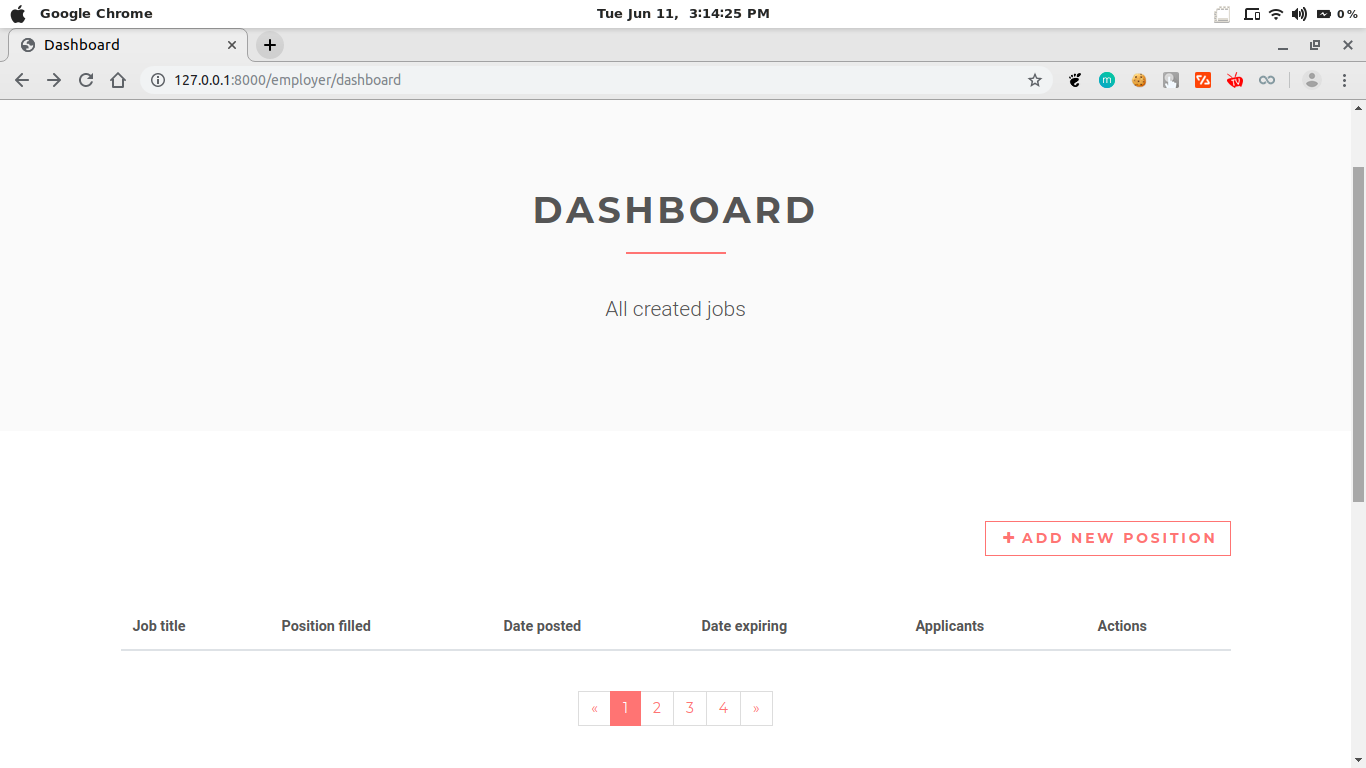 Google Chrome Tue Jun 11, 3:14:25 PM 0 %
Dashboard
127.0.0.1:8000/employer/dashboard
DASHBOARD
All created jobs
+ ADD NEW POSITION
Job title Position filled Date posted Date expiring Applicants Actions
« 1 2 3 4 »